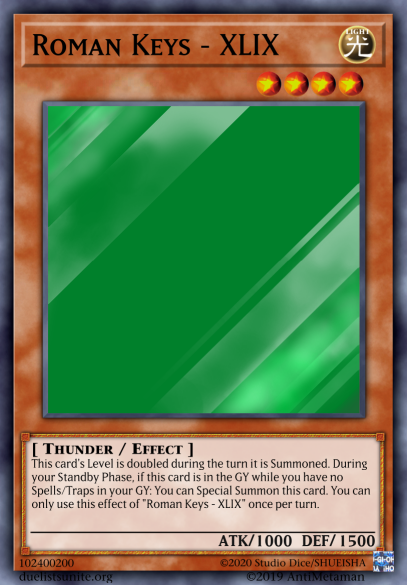 Roman Keys - XLIX
LIGHT
光
[ Thunder / Effect ]
This card's Level is doubled during the turn it is Summoned. During
your Standby Phase, if this card is in the GY while you have no
Spells/Traps in your GY: You can Special Summon this card. You can
only use this effect of "Roman Keys - XLIX" once per turn.
ATK/1000 DEF/1500
102400200
©2020 Studio Dice/SHUEISHA
duelistsunite.org
©2019 AntiMetaman